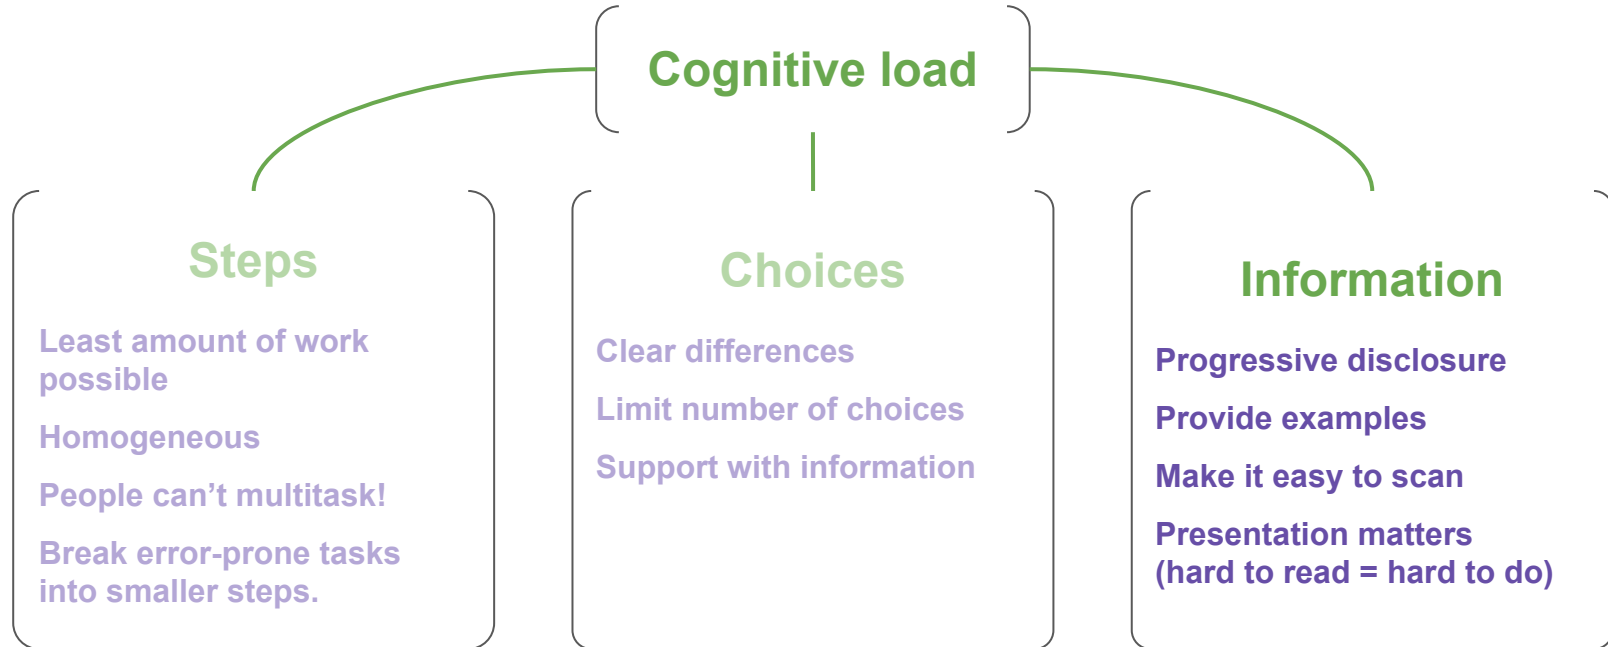 Cognitive load
Steps
Least amount of work
possible
Homogeneous
People can’t multitask!
Break error-prone tasks
into smaller steps.
Choices
Clear differences
Limit number of choices
Support with information
Information
Progressive disclosure
Provide examples
Make it easy to scan
Presentation matters
(hard to read = hard to do)